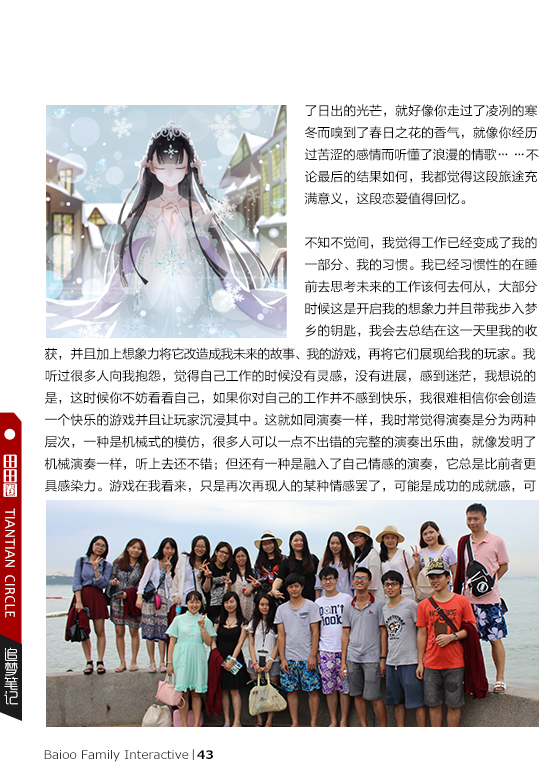 了日出的光芒，就好像你走过了凌冽的寒
冬而嗅到了春日之花的香气，就像你经历
过苦涩的感情而听懂了浪漫的情歌… …不
论最后的结果如何，我都觉得这段旅途充
满意义，这段恋爱值得回忆。
不知不觉间，我觉得工作已经变成了我的
一部分、我的习惯。我已经习惯性的在睡
前去思考未来的工作该何去何从，大部分
时候这是开启我的想象力并且带我步入梦
乡的钥匙，我会去总结在这一天里我的收
获，并且加上想象力将它改造成我未来的故事、我的游戏，再将它们展现给我的玩家。我
听过很多人向我抱怨，觉得自己工作的时候没有灵感，没有进展，感到迷茫，我想说的
是，这时候你不妨看看自己，如果你对自己的工作并不感到快乐，我很难相信你会创造
一个快乐的游戏并且让玩家沉浸其中。这就如同演奏一样，我时常觉得演奏是分为两种
层次，一种是机械式的模仿，很多人可以一点不出错的完整的演奏出乐曲，就像发明了
机械演奏一样，听上去还不错；但还有一种是融入了自己情感的演奏，它总是比前者更
具感染力。游戏在我看来，只是再次再现人的某种情感罢了，可能是成功的成就感，可
田田圈 TIANTIAN CIRCLE
追梦笔记
DON'T
LOOK
Baioo Family Interactive | 43